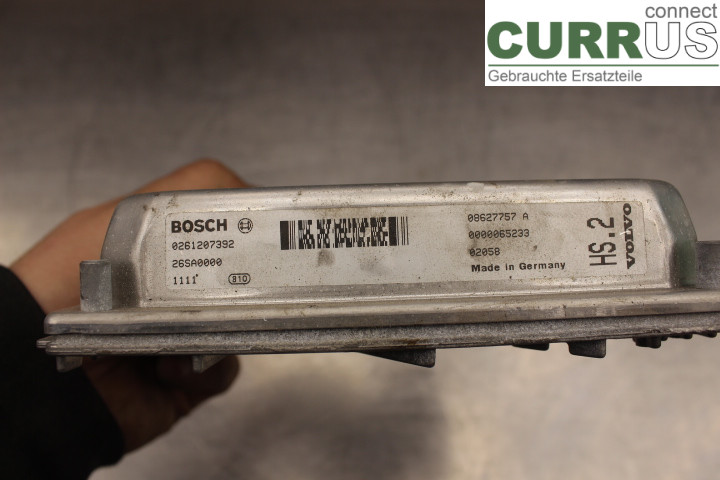 connect
CURRUS
Gebrauchte Ersatzteile
BOSCH
0261207392
26SA0000
1111
810
08627757 A
0000065233
02058
Made in Germany
HS.2
VOLVO